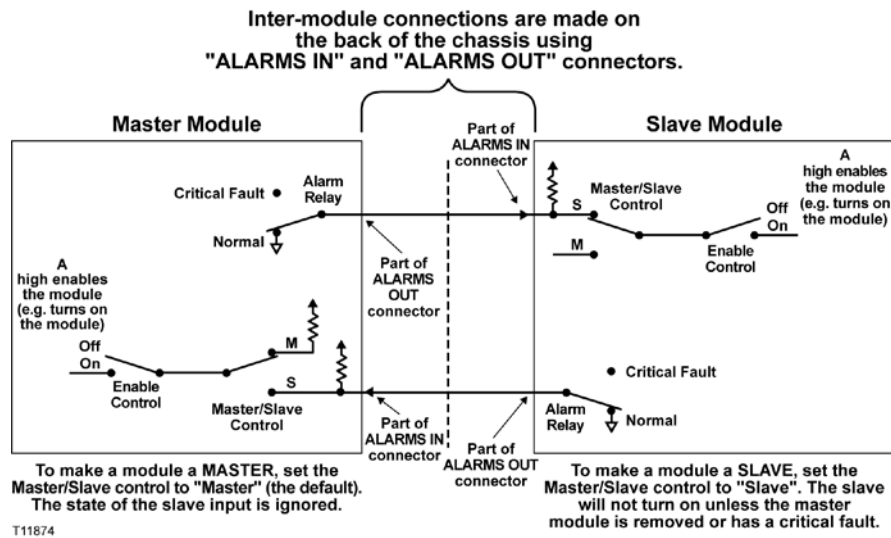 Inter-module connections are made on
the back of the chassis using
"ALARMS IN" and "ALARMS OUT" connectors.
Master Module
Slave Module
Critical Fault
Alarm
Relay
Normal
Part of
ALARMS IN
connector
Part of
ALARMS
OUT
connector
A
high enables
the module
(e.g. turns on
the module)
Off
On
Enable
Control
M
S
Master/Slave
Control
Part of
ALARMS IN
connector
Part of
ALARMS OUT
connector
S
M
Master/Slave
Control
Off
On
Enable
Control
A
high enables
the module
(e.g. turns on
the module)
Critical Fault
Alarm
Relay
Normal
To make a module a MASTER, set the
Master/Slave control to "Master" (the default).
The state of the slave input is ignored.
To make a module a SLAVE, set the
Master/Slave control to "Slave". The slave
will not turn on unless the master
module is removed or has a critical fault.
T11874